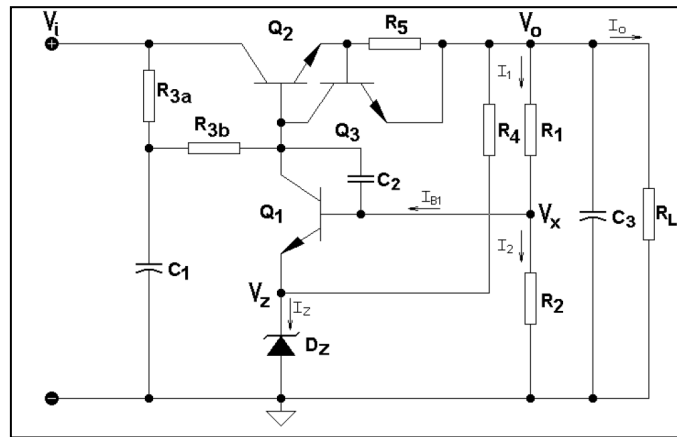 Vi
Q2
R5
Vo
Io
R3a
R3b
Q3
I1
R4
R1
C2
Q1
IB1
Vx
C3
RL
C1
Vz
IZ
I2
R2
DZ